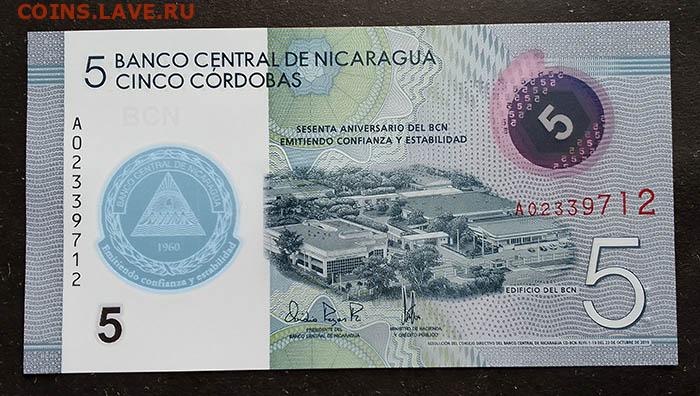 COINS.LAVE.RU
5 BANCO CENTRAL DE NICARAGUA
CINCO CÓRDOBAS
BCN
SESENTA ANIVERSARIO DEL BCN
EMITIENDO CONFIANZA Y ESTABILIDAD
5
A02339712
BANCO CENTRAL DE NICARAGUA
1960
Emitiendo confianza y estabilidad
A02339712
5
EDIFICIO DEL BCN
5
PRESIDENTE
BANCO CENTRAL DE NICARAGUA
MINISTRO DE HACIENDA
Y CRÉDITO PÚBLICO